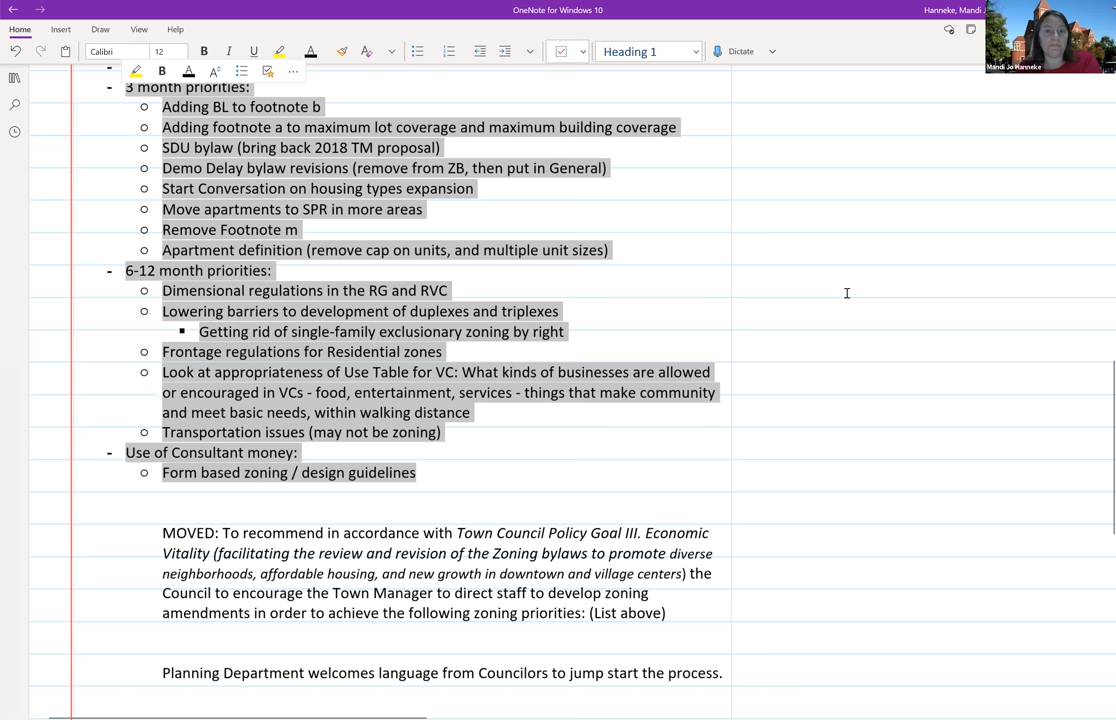 OneNote for Windows 10
Hanneke, Mandi J
Home Insert Draw View Help
Calibri 12 B I U A Heading 1 Dictate
B A
Mandi Jo Hanneke
- 3 month priorities:
o Adding BL to footnote b
o Adding footnote a to maximum lot coverage and maximum building coverage
o SDU bylaw (bring back 2018 TM proposal)
o Demo Delay bylaw revisions (remove from ZB, then put in General)
o Start Conversation on housing types expansion
o Move apartments to SPR in more areas
o Remove Footnote m
o Apartment definition (remove cap on units, and multiple unit sizes)
- 6-12 month priorities:
o Dimensional regulations in the RG and RVC
o Lowering barriers to development of duplexes and triplexes
▪ Getting rid of single-family exclusionary zoning by right
o Frontage regulations for Residential zones
o Look at appropriateness of Use Table for VC: What kinds of businesses are allowed
or encouraged in VCs - food, entertainment, services - things that make community
and meet basic needs, within walking distance
o Transportation issues (may not be zoning)
- Use of Consultant money:
o Form based zoning / design guidelines
MOVED: To recommend in accordance with Town Council Policy Goal III. Economic
Vitality (facilitating the review and revision of the Zoning bylaws to promote diverse
neighborhoods, affordable housing, and new growth in downtown and village centers) the
Council to encourage the Town Manager to direct staff to develop zoning
amendments in order to achieve the following zoning priorities: (List above)
Planning Department welcomes language from Councilors to jump start the process.